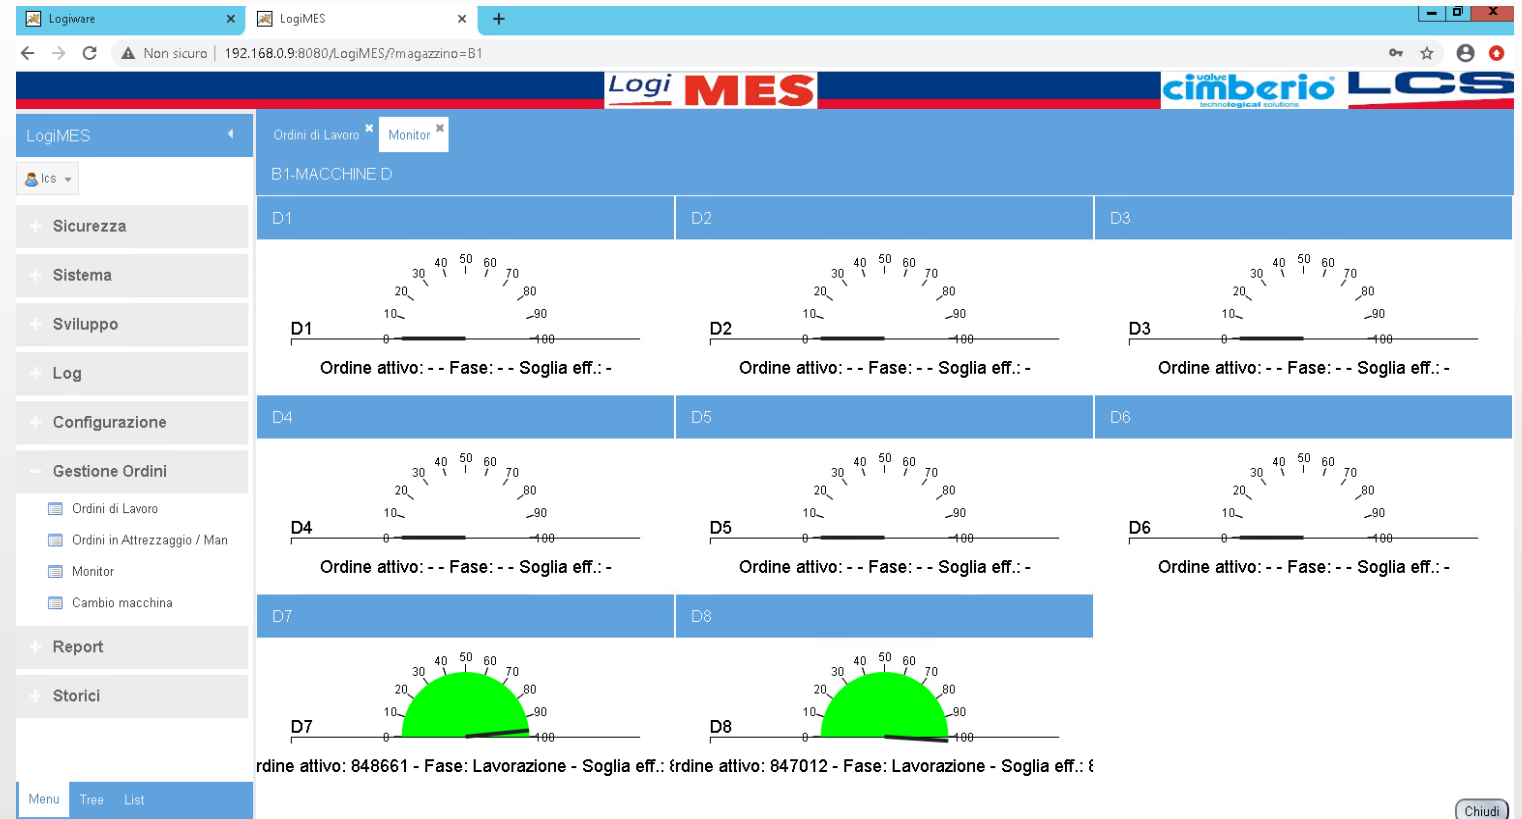 Logiware
LogiMES
Non sicuro | 192.168.0.9:8080/LogiMES/?magazzino=B1
Logi MES
valvole cimberio
technological solutions
LCS
LogiMES
Ordini di Lavoro
Monitor
lcs
B1-MACCHINE D
Sicurezza
Sistema
Sviluppo
Log
Configurazione
Gestione Ordini
Ordini di Lavoro
Ordini in Attrezzaggio / Man
Monitor
Cambio macchina
Report
Storici
Menu Tree List
D1
0 10 20 30 40 50 60 70 80 90 100
D1
Ordine attivo: - - Fase: - - Soglia eff.: -
D2
0 10 20 30 40 50 60 70 80 90 100
D2
Ordine attivo: - - Fase: - - Soglia eff.: -
D3
0 10 20 30 40 50 60 70 80 90 100
D3
Ordine attivo: - - Fase: - - Soglia eff.: -
D4
0 10 20 30 40 50 60 70 80 90 100
D4
Ordine attivo: - - Fase: - - Soglia eff.: -
D5
0 10 20 30 40 50 60 70 80 90 100
D5
Ordine attivo: - - Fase: - - Soglia eff.: -
D6
0 10 20 30 40 50 60 70 80 90 100
D6
Ordine attivo: - - Fase: - - Soglia eff.: -
D7
0 10 20 30 40 50 60 70 80 90 100
D7
rdine attivo: 848661 - Fase: Lavorazione - Soglia eff.:
D8
0 10 20 30 40 50 60 70 80 90 100
D8
rdine attivo: 847012 - Fase: Lavorazione - Soglia eff.:
Chiudi